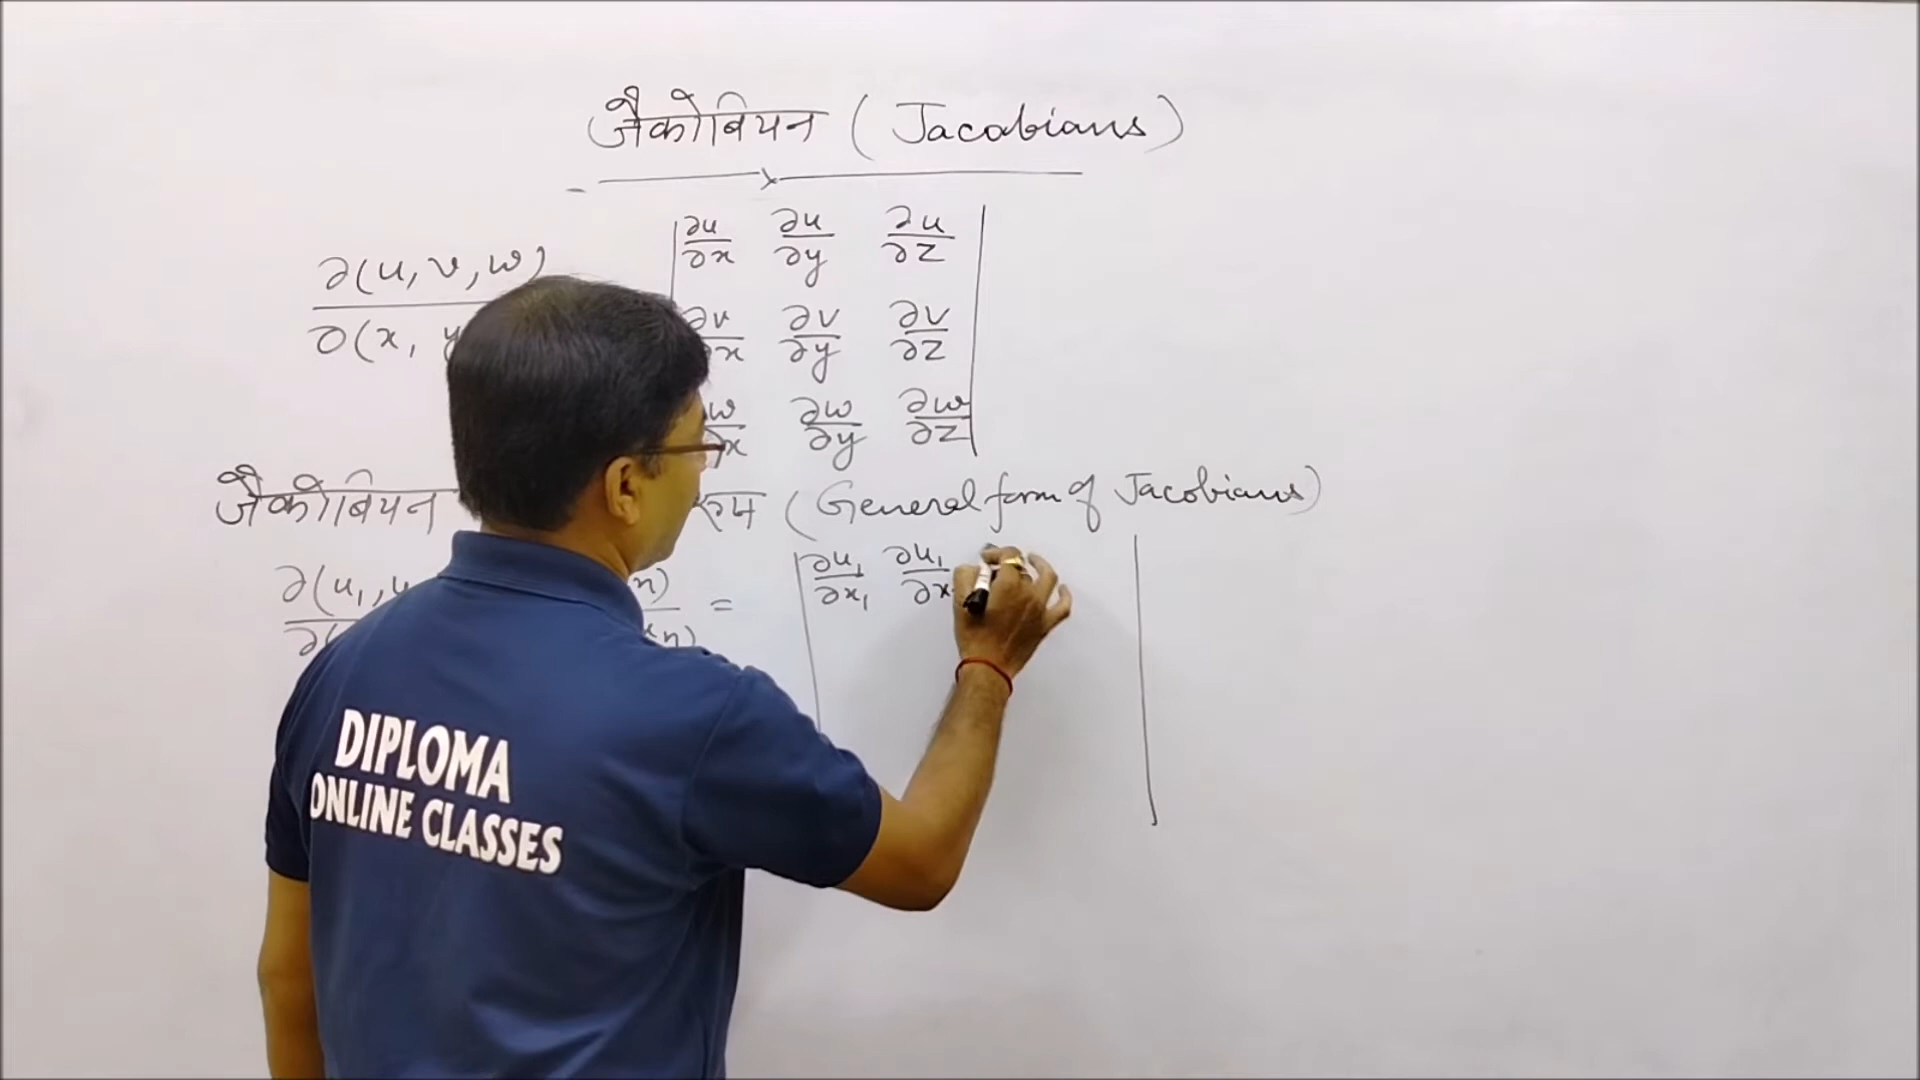 जैकोबियन (Jacobians)
∂(u, v, w)
∂(x, y
∂u/∂x ∂u/∂y ∂u/∂z
∂v/∂x ∂v/∂y ∂v/∂z
∂w/∂y ∂w/∂z
जैकोबियन (General form of Jacobians)
∂(u₁, u n) =
∂( xn)
∂u₁/∂x₁ ∂u₁/∂x
DIPLOMA
ONLINE CLASSES